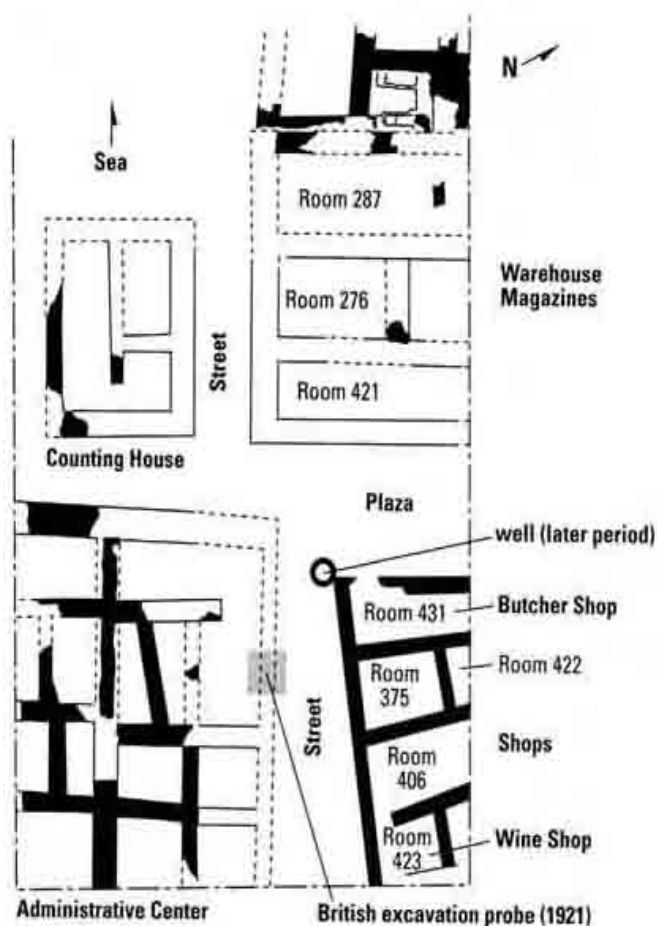 N
Sea
Room 287
Warehouse
Magazines
Room 276
Street
Room 421
Counting House
Plaza
well (later period)
Room 431
Butcher Shop
Room
375
Room 422
Street
Shops
Room
406
Room
423
Wine Shop
Administrative Center
British excavation probe (1921)